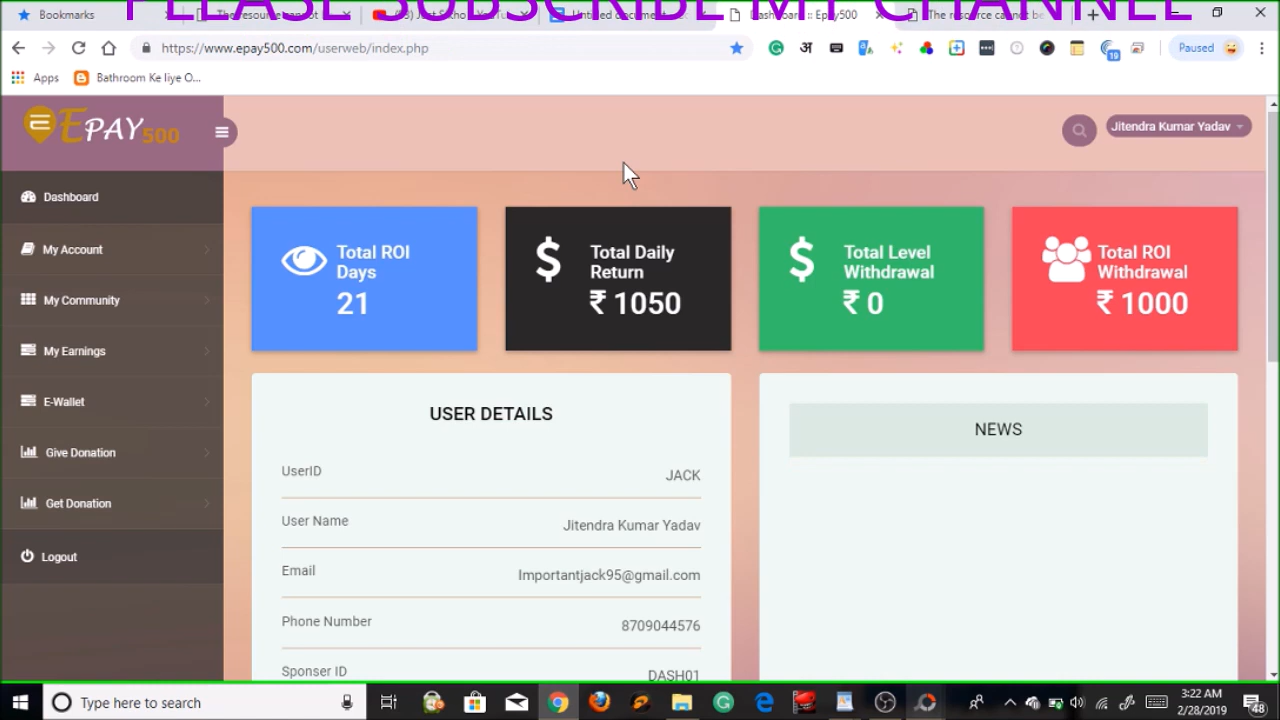 PLEASE SUBSCRIBE MY CHANNEL
Bookmarks
Dashboard :: Epay500
https://www.epay500.com/userweb/index.php
अ
19
Paused
Apps
Bathroom Ke liye O...
EPAY500
Jitendra Kumar Yadav
Dashboard
My Account
My Community
My Earnings
E-Wallet
Give Donation
Get Donation
Logout
Total ROI
Days
21
Total Daily
Return
₹ 1050
Total Level
Withdrawal
₹ 0
Total ROI
Withdrawal
₹ 1000
USER DETAILS
UserID
JACK
User Name
Jitendra Kumar Yadav
Email
Importantjack95@gmail.com
Phone Number
8709044576
Sponser ID
DASH01
NEWS
Type here to search
3:22 AM
2/28/2019
48